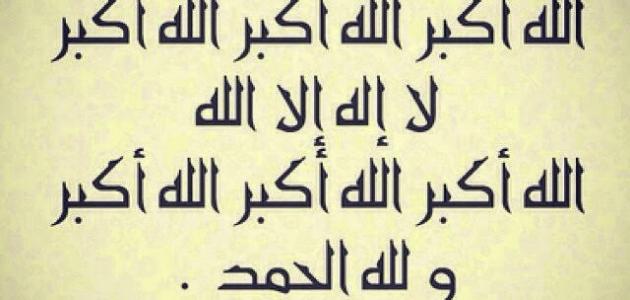 الله أكبر الله أكبر الله أكبر
لا إله إلا الله
الله أكبر الله أكبر الله أكبر
و لله الحمد .